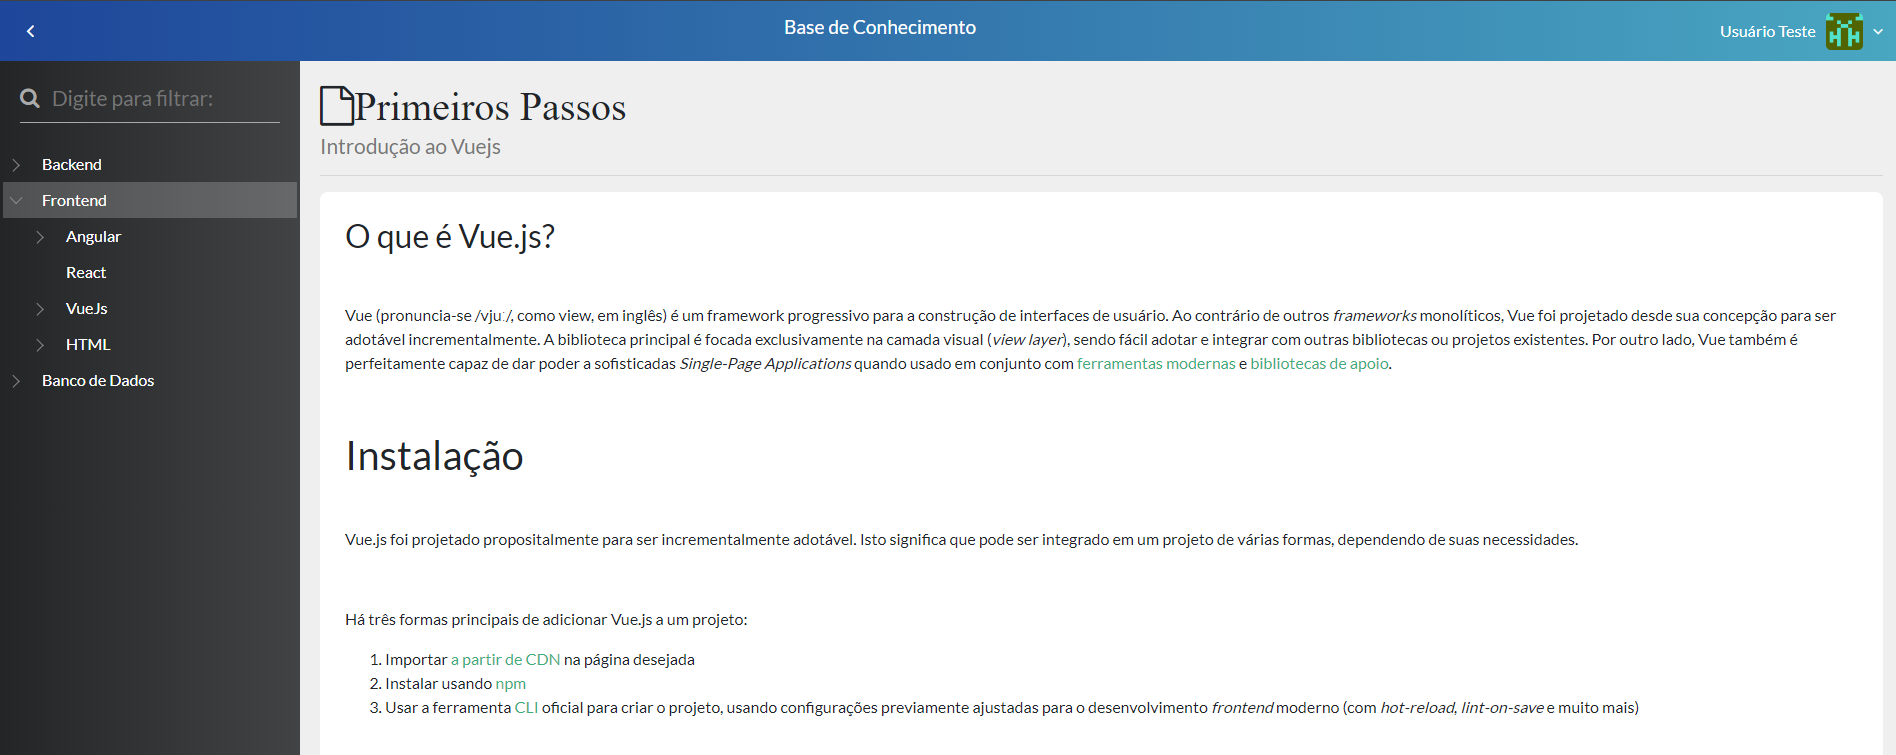 Base de Conhecimento
Usuário Teste
Digite para filtrar:
Backend
Frontend
Angular
React
VueJs
HTML
Banco de Dados
Primeiros Passos
Introdução ao Vuejs
O que é Vue.js?
Vue (pronuncia-se /vjuː/, como view, em inglês) é um framework progressivo para a construção de interfaces de usuário. Ao contrário de outros frameworks monolíticos, Vue foi projetado desde sua concepção para ser
adotável incrementalmente. A biblioteca principal é focada exclusivamente na camada visual (view layer), sendo fácil adotar e integrar com outras bibliotecas ou projetos existentes. Por outro lado, Vue também é
perfeitamente capaz de dar poder a sofisticadas Single-Page Applications quando usado em conjunto com ferramentas modernas e bibliotecas de apoio.
Instalação
Vue.js foi projetado propositalmente para ser incrementalmente adotável. Isto significa que pode ser integrado em um projeto de várias formas, dependendo de suas necessidades.
Há três formas principais de adicionar Vue.js a um projeto:
1. Importar a partir de CDN na página desejada
2. Instalar usando npm
3. Usar a ferramenta CLI oficial para criar o projeto, usando configurações previamente ajustadas para o desenvolvimento frontend moderno (com hot-reload, lint-on-save e muito mais)